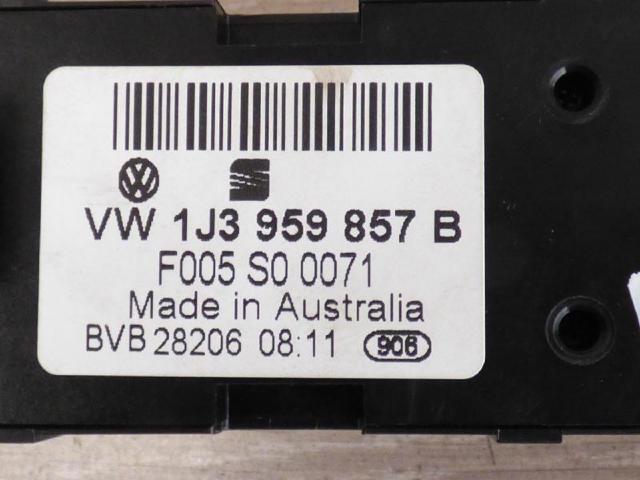 VW 1J3 959 857 B
F005 S0 0071
Made in Australia
BVB 28206 08:11 906